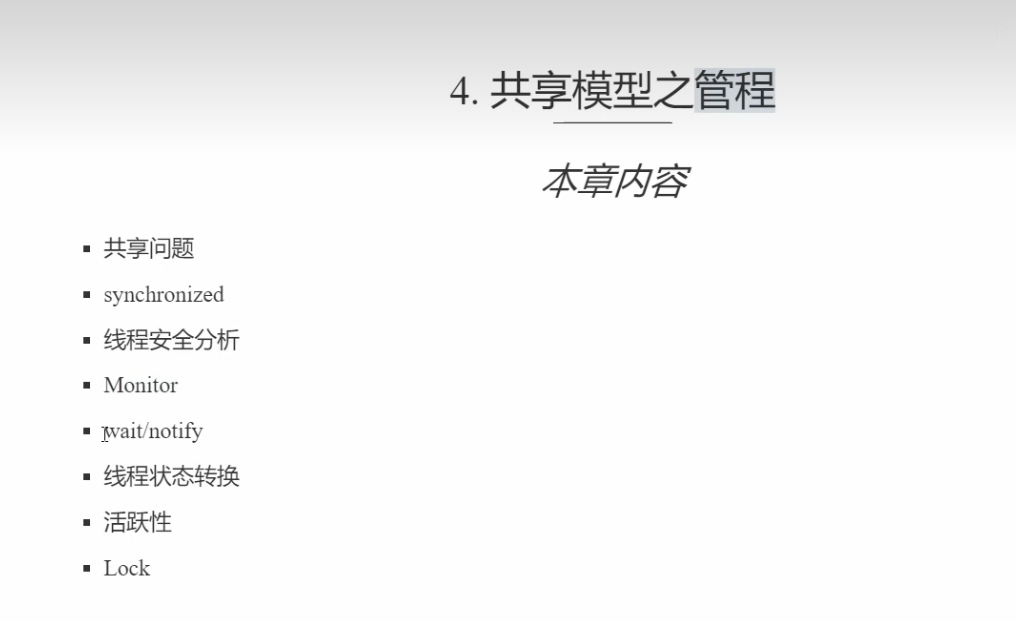 4. 共享模型之管程
本章内容
▪ 共享问题
▪ synchronized
▪ 线程安全分析
▪ Monitor
▪ wait/notify
▪ 线程状态转换
▪ 活跃性
▪ Lock